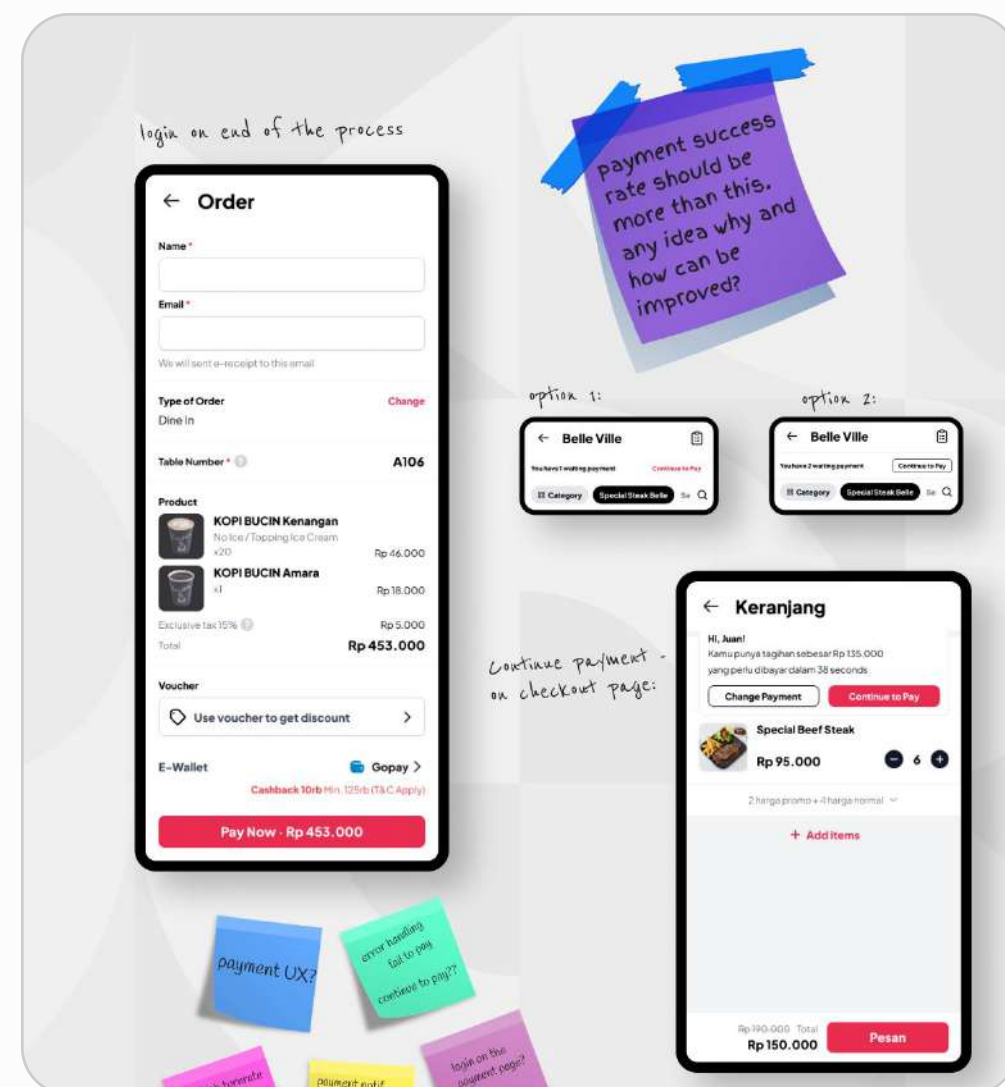 login on end of the process
← Order
Name *
Email *
We will sent e-receipt to this email
Type of Order Change
Dine In
Table Number * ? A106
Product
KOPI BUCIN Kenangan
No Ice / Topping Ice Cream
x20 Rp 46.000
KOPI BUCIN Amara
x1 Rp 18.000
Exclusive tax 15% ? Rp 5.000
Total Rp 453.000
Voucher
Use voucher to get discount >
E-Wallet Gopay >
Cashback 10rb Min. 125rb (T&C Apply)
Pay Now - Rp 453.000
payment success
rate should be
more than this.
any idea why and
how can be
improved?
option 1:
← Belle Ville
You have 1 waiting payment Continue to Pay
Category Special Steak Belle Se
option 2:
← Belle Ville
You have 2 waiting payment Continue to Pay
Category Special Steak Belle Se
continue payment -
on checkout page:
← Keranjang
Hi, Juan!
Kamu punya tagihan sebesar Rp 135.000
yang perlu dibayar dalam 38 seconds
Change Payment Continue to Pay
Special Beef Steak
Rp 95.000 - 6 +
2 harga promo + 4 harga normal
+ Add items
Rp 190.000 Total
Rp 150.000 Pesan
payment UX?
error handling
fail to pay
continue to pay??
payment notif
login on the
payment page?